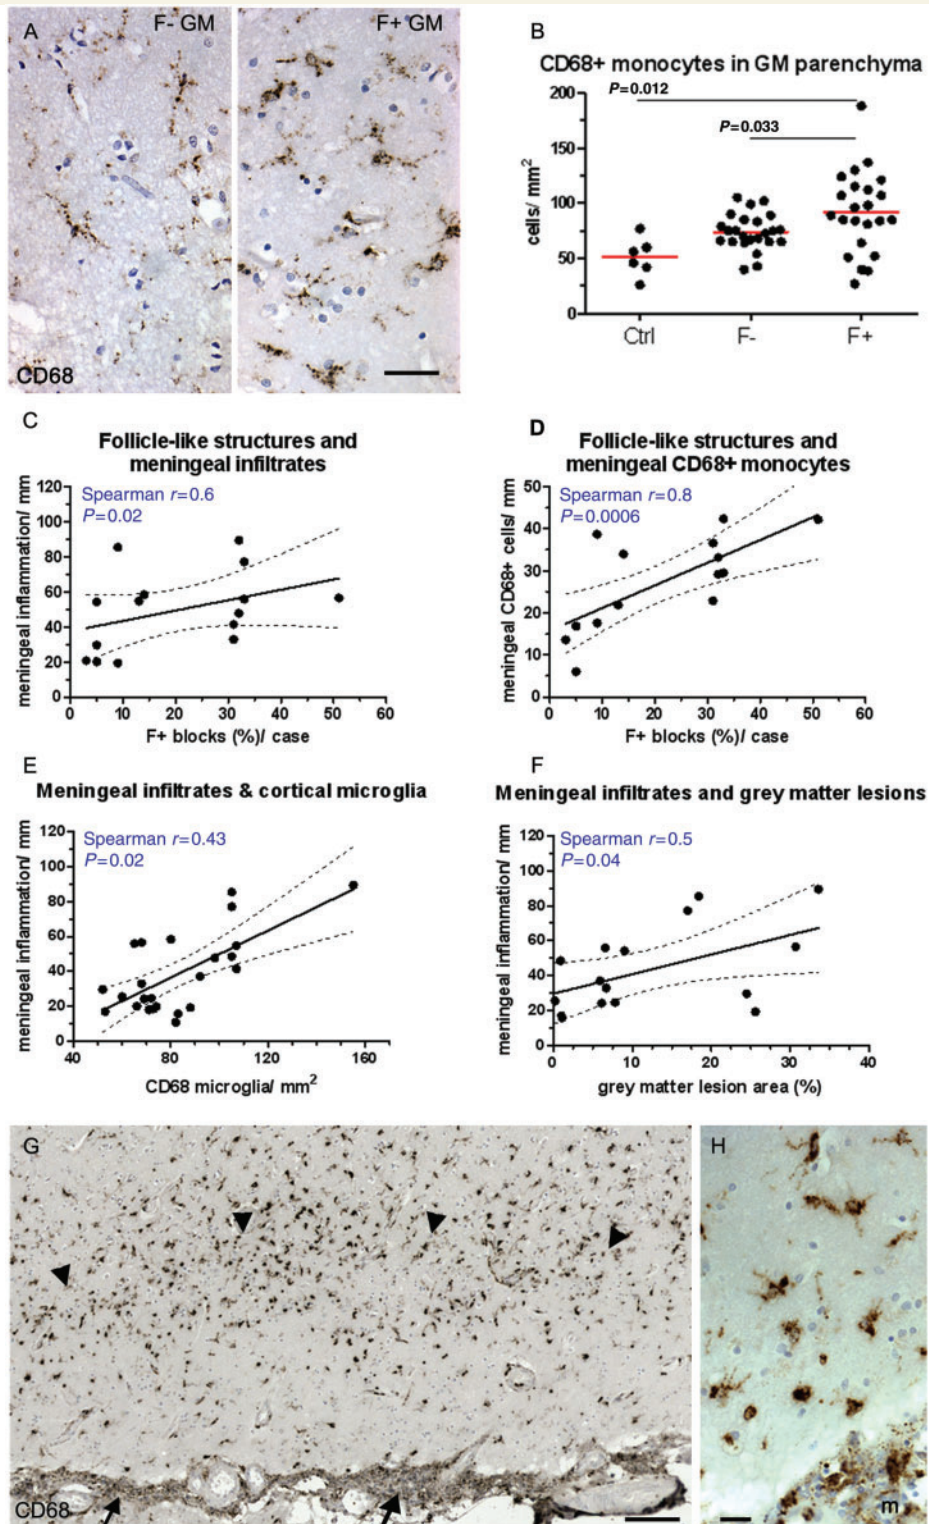 A
F- GM
F+ GM
CD68
B
CD68+ monocytes in GM parenchyma
P=0.012
P=0.033
cells/ mm²
200
150
100
50
0
Ctrl
F-
F+
C
Follicle-like structures and
meningeal infiltrates
Spearman r=0.6
P=0.02
meningeal inflammation/ mm
120
100
80
60
40
20
0
0 10 20 30 40 50 60
F+ blocks (%)/ case
D
Follicle-like structures and
meningeal CD68+ monocytes
Spearman r=0.8
P=0.0006
meningeal CD68+ cells/ mm
50
40
30
20
10
0
0 10 20 30 40 50 60
F+ blocks (%)/ case
E
Meningeal infiltrates & cortical microglia
Spearman r=0.43
P=0.02
meningeal inflammation/ mm
120
100
80
60
40
20
0
40 80 120 160
CD68 microglia/ mm²
F
Meningeal infiltrates and grey matter lesions
Spearman r=0.5
P=0.04
meningeal inflammation/ mm
120
100
80
60
40
20
0
0 10 20 30 40
grey matter lesion area (%)
G
CD68
H
m